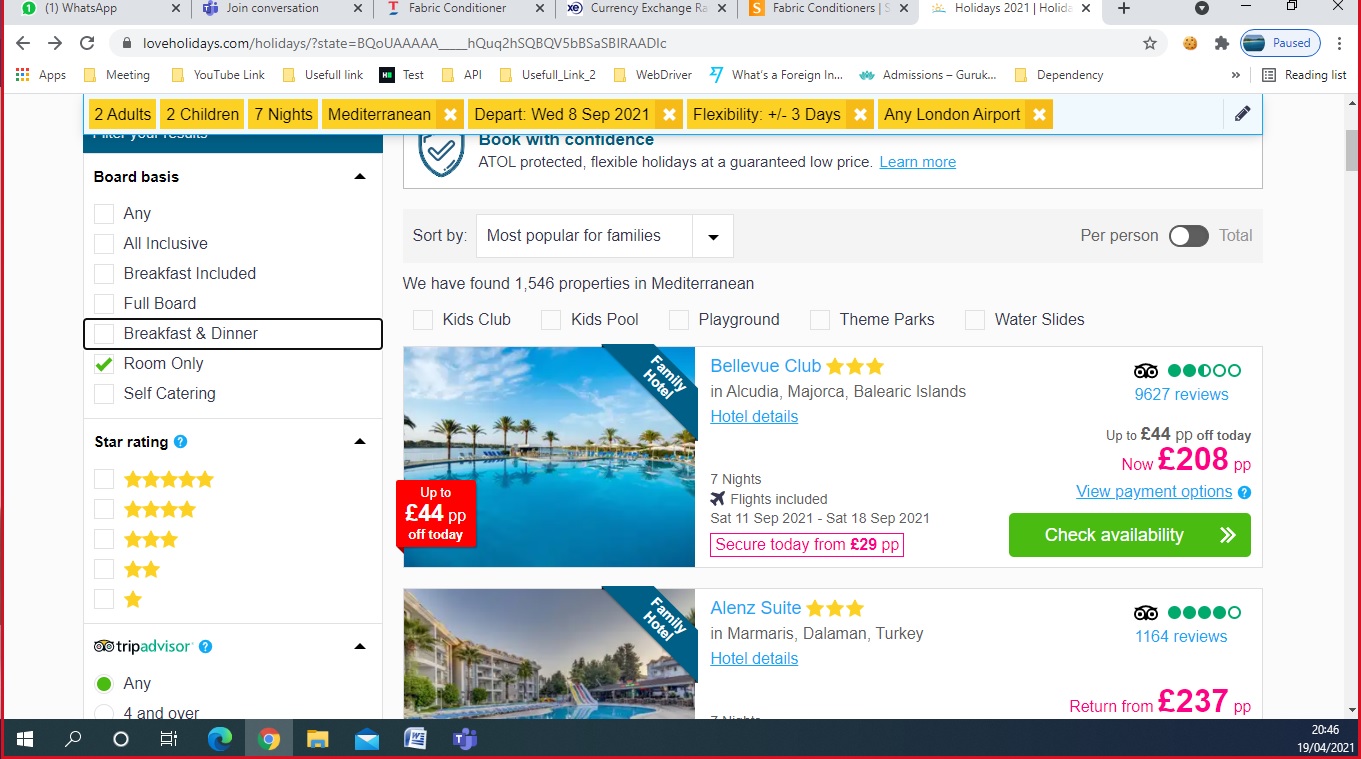 (1) WhatsApp
Join conversation
Fabric Conditioner
Currency Exchange Ra
Fabric Conditioners | S
Holidays 2021 | Holida
loveholidays.com/holidays/?state=BQoUAAAAA____hQuq2hSQBQV5bBSaSBIRAADIc
Paused
Apps
Meeting
YouTube Link
Usefull link
Test
API
Usefull_Link_2
WebDriver
What's a Foreign In...
Admissions – Guruk...
Dependency
Reading list
2 Adults
2 Children
7 Nights
Mediterranean
Depart: Wed 8 Sep 2021
Flexibility: +/- 3 Days
Any London Airport
Filter your results
Board basis
Any
All Inclusive
Breakfast Included
Full Board
Breakfast & Dinner
Room Only
Self Catering
Star rating ?
tripadvisor ?
Any
4 and over
Book with confidence
ATOL protected, flexible holidays at a guaranteed low price. Learn more
Sort by: Most popular for families
Per person Total
We have found 1,546 properties in Mediterranean
Kids Club
Kids Pool
Playground
Theme Parks
Water Slides
Family
Hotel
Up to
£44 pp
off today
Bellevue Club
in Alcudia, Majorca, Balearic Islands
Hotel details
7 Nights
Flights included
Sat 11 Sep 2021 - Sat 18 Sep 2021
Secure today from £29 pp
9627 reviews
Up to £44 pp off today
Now £208 pp
View payment options ?
Check availability
Family
Hotel
Alenz Suite
in Marmaris, Dalaman, Turkey
Hotel details
7 Nights
1164 reviews
Return from £237 pp
20:46
19/04/2021